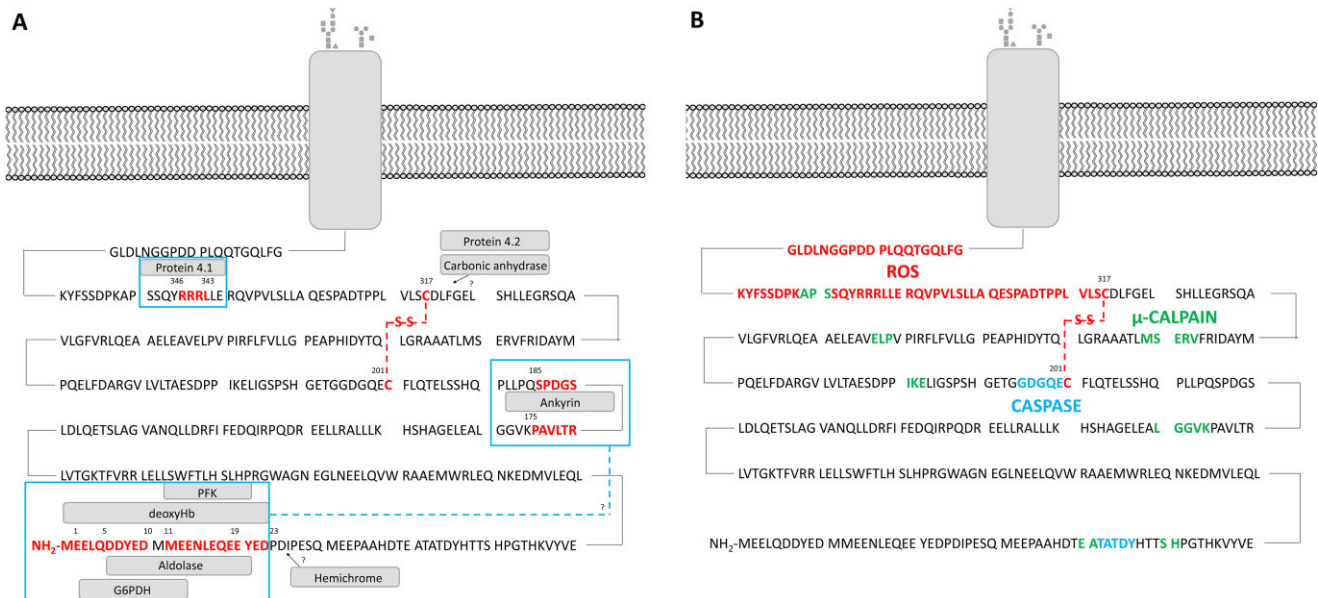 A
GLDLNGGPDD PLQQTGQLFG
Protein 4.2
Protein 4.1
Carbonic anhydrase
346 343 317
?
KYFSSDPKAP SSQYRRRLLE RQVPVLSLLA QESPADTPPL VLSCDLFGEL SHLLEGRSQA
S-S
VLGFVRLQEA AELEAVELPV PIRFLFVLLG PEAPHIDYTQ LGRAAATLMS ERVFRIDAYM
201 185
PQELFDARGV LVLTAESDPP IKELIGSPSH GETGGDGQEC FLQTELSSHQ PLLPQSPDGS
Ankyrin
175
LDLQETSLAG VANQLLDRFI FEDQIRPQDR EELLRALLLK HSHAGELEAL GGVKPAVLTR
LVTGKTFVRR LELLSWFTLH SLHPRGWAGN EGLNEELQVW RAAEMWRLEQ NKEDMVLEQL
PFK
deoxyHb
?
1 5 10 11 19 23
NH2-MEELQDDYED MMEENLEQEE YEDPDIPESQ MEEPAAHDTE ATATDYHTTS HPGTHKVYVE
Aldolase
?
Hemichrome
G6PDH
B
GLDLNGGPDD PLQQTGQLFG
ROS
317
KYFSSDPKAP SSQYRRRLLE RQVPVLSLLA QESPADTPPL VLSCDLFGEL SHLLEGRSQA
S-S
μ-CALPAIN
VLGFVRLQEA AELEAVELPV PIRFLFVLLG PEAPHIDYTQ LGRAAATLMS ERVFRIDAYM
201
PQELFDARGV LVLTAESDPP IKELIGSPSH GETGGDGQEC FLQTELSSHQ PLLPQSPDGS
CASPASE
LDLQETSLAG VANQLLDRFI FEDQIRPQDR EELLRALLLK HSHAGELEAL GGVKPAVLTR
LVTGKTFVRR LELLSWFTLH SLHPRGWAGN EGLNEELQVW RAAEMWRLEQ NKEDMVLEQL
NH2-MEELQDDYED MMEENLEQEE YEDPDIPESQ MEEPAAHDTE ATATDYHTTS HPGTHKVYVE